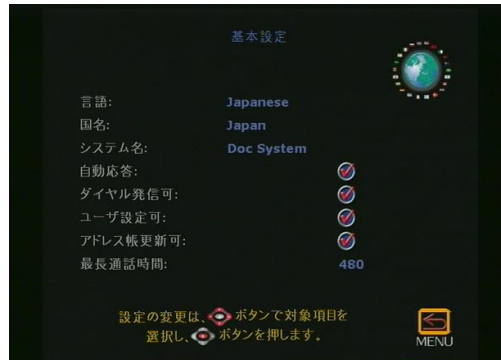 基本設定
言語: Japanese
国名: Japan
システム名: Doc System
自動応答:
ダイヤル発信可:
ユーザ設定可:
アドレス帳更新可:
最長通話時間: 480
設定の変更は、ボタンで対象項目を
選択し、ボタンを押します。
MENU